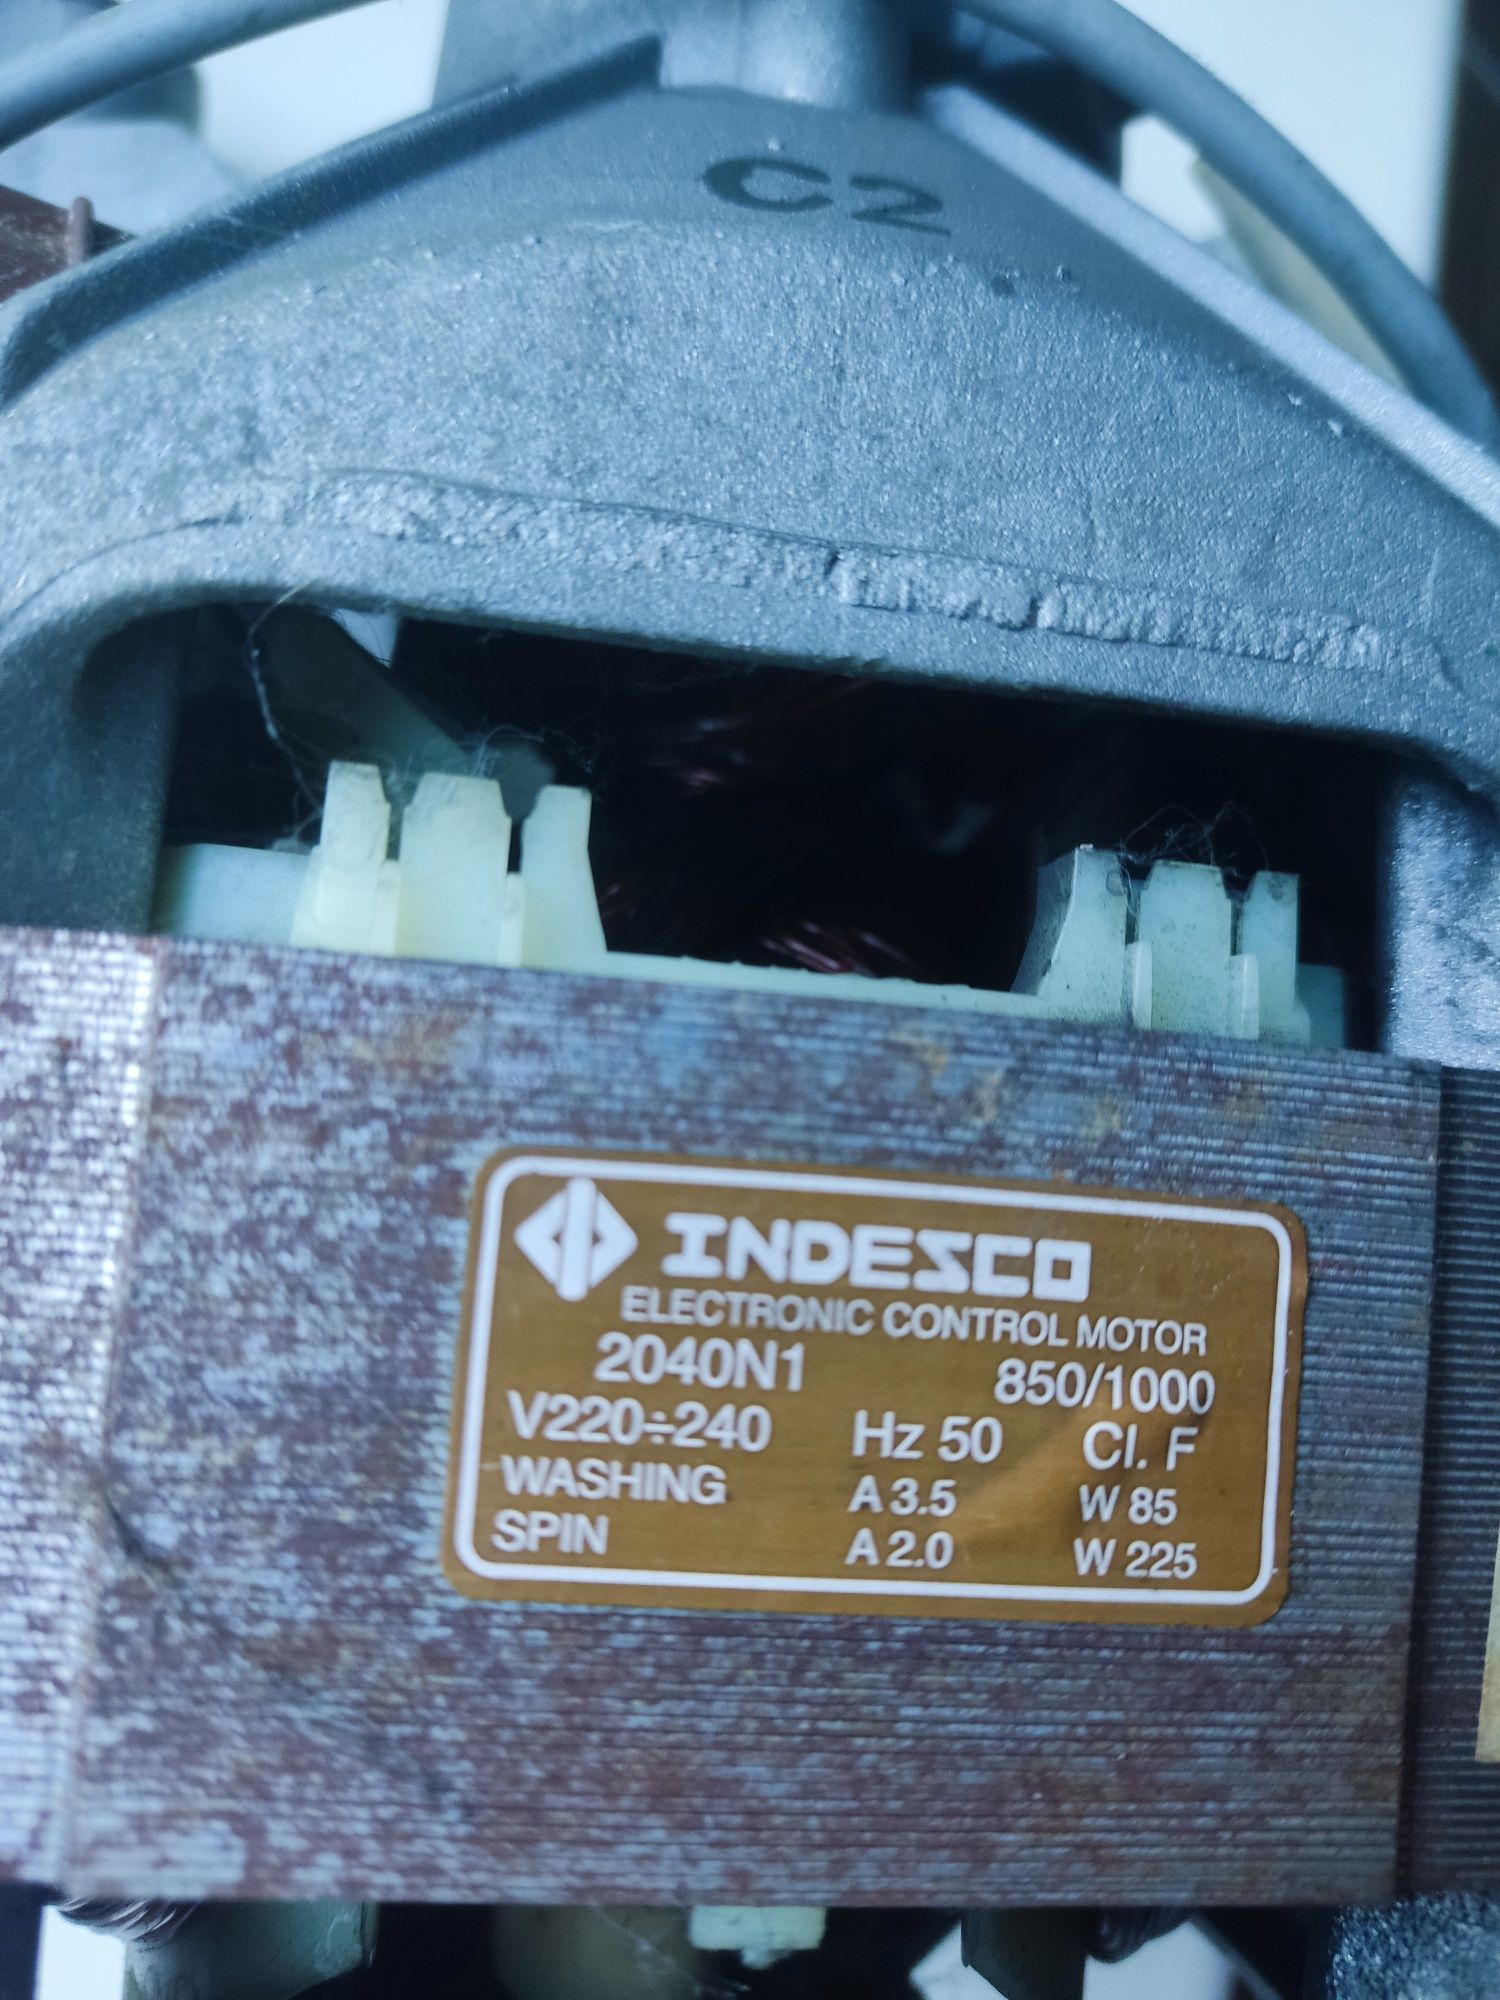 C2
INDESCO
ELECTRONIC CONTROL MOTOR
2040N1 850/1000
V220÷240 Hz 50 Cl. F
WASHING A 3.5 W 85
SPIN A 2.0 W 225